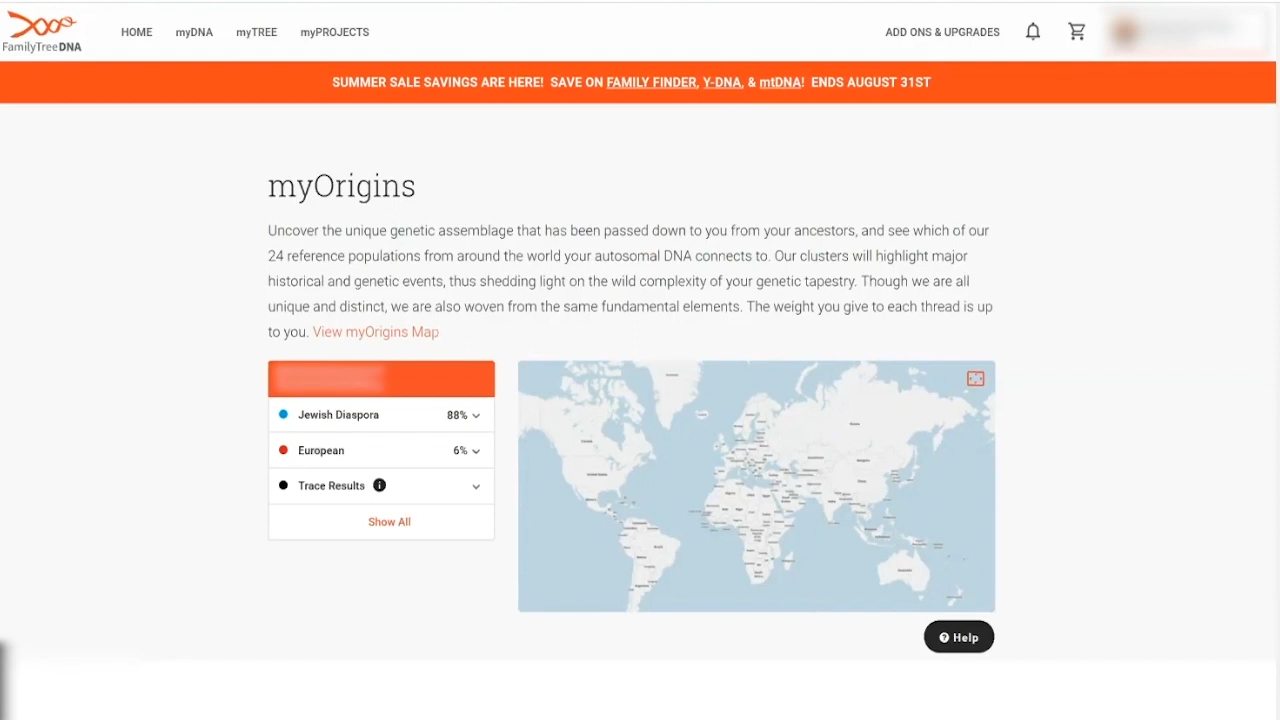 FamilyTreeDNA
HOME
myDNA
myTREE
myPROJECTS
ADD ONS & UPGRADES
SUMMER SALE SAVINGS ARE HERE! SAVE ON FAMILY FINDER, Y-DNA, & mtDNA! ENDS AUGUST 31ST
myOrigins
Uncover the unique genetic assemblage that has been passed down to you from your ancestors, and see which of our
24 reference populations from around the world your autosomal DNA connects to. Our clusters will highlight major
historical and genetic events, thus shedding light on the wild complexity of your genetic tapestry. Though we are all
unique and distinct, we are also woven from the same fundamental elements. The weight you give to each thread is up
to you. View myOrigins Map
Jewish Diaspora 88%
European 6%
Trace Results
Show All
Help